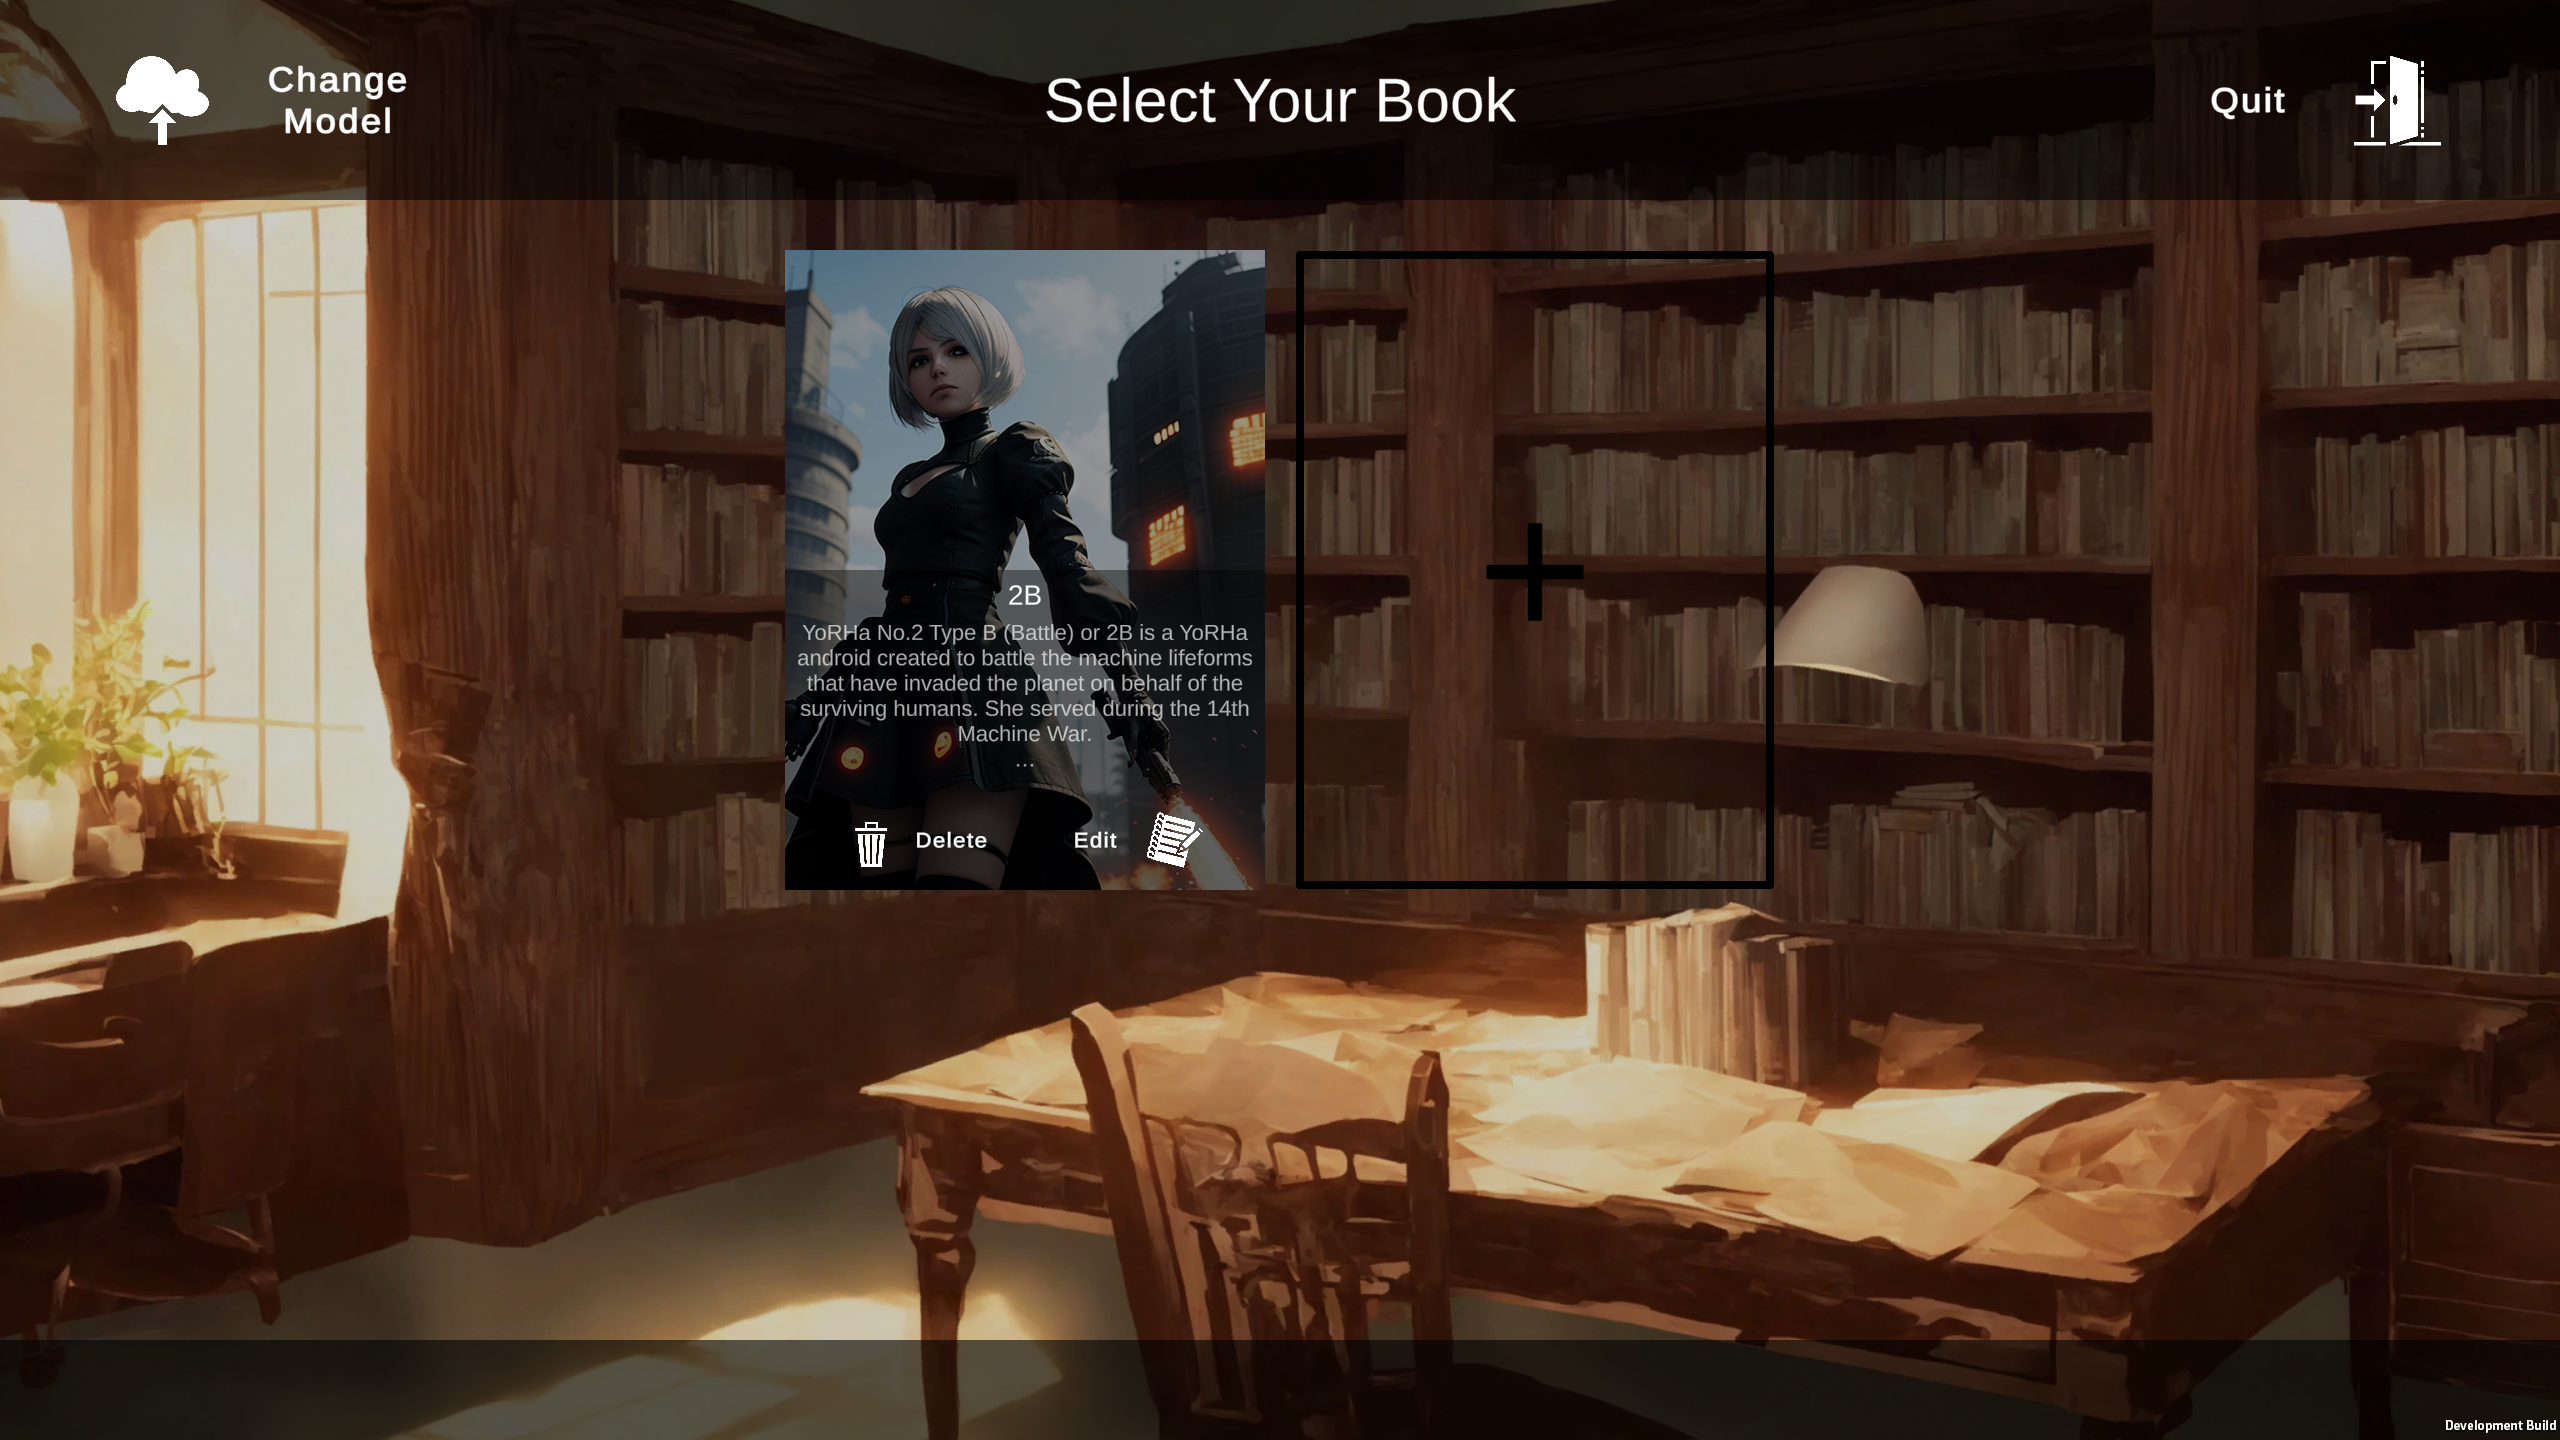 Change
Model
Select Your Book
Quit
2B
YoRHa No.2 Type B (Battle) or 2B is a YoRHa
android created to battle the machine lifeforms
that have invaded the planet on behalf of the
surviving humans. She served during the 14th
Machine War.
...
Delete
Edit
Development Build